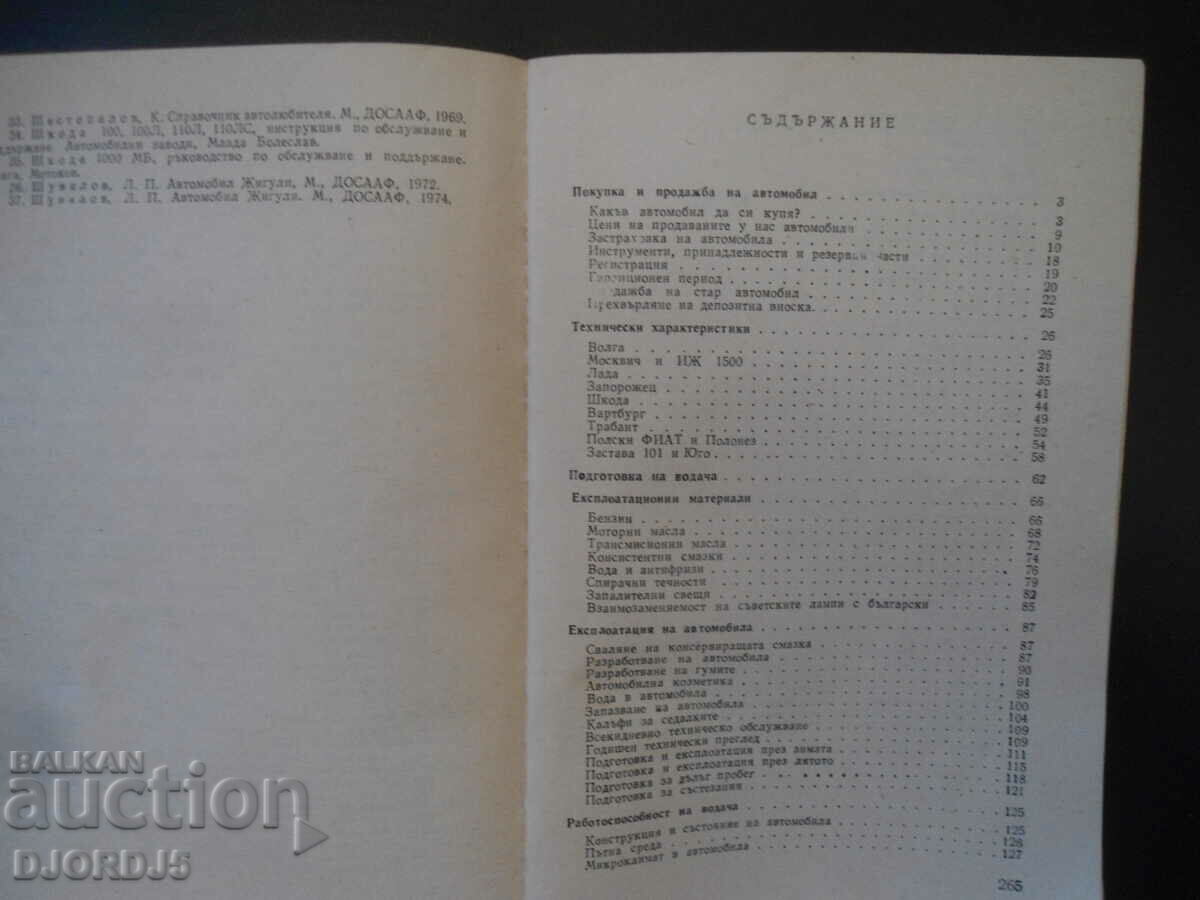 33. Шестопалов, К. Справочник автолюбителя. М., ДОСААФ, 1969.
34. Шкода 100, 100Л, 110Л, 110ЛС, инструкция по обслужване и
поддържане Автомобилни заводи, Млада Болеслав.
35. Шкода 1000 МБ, ръководство по обслужване и поддържане.
36. Шувалов, Л. П. Автомобил Жигули, М., ДОСААФ, 1972.
37. Шувалов, Л. П. Автомобил Жигули. М., ДОСААФ, 1974.
СЪДЪРЖАНИЕ
Покупка и продажба на автомобил . . . . . . . . . . 3
Какъв автомобил да си купя? . . . . . . . . . . 3
Цени на продаваните у нас автомобили . . . . . . . . . . 9
Застраховка на автомобила . . . . . . . . . . 10
Инструменти, принадлежности и резервни части . . . . . . . . . . 18
Регистрация . . . . . . . . . . 19
Гаранционен период . . . . . . . . . . 20
дажба на стар автомобил . . . . . . . . . . 22
Прехвърляне на депозитна вноска . . . . . . . . . . 25
Технически характеристики . . . . . . . . . . 26
Волга . . . . . . . . . . 26
Москвич и ИЖ 1500 . . . . . . . . . . 31
Лада . . . . . . . . . . 35
Запорожец . . . . . . . . . . 41
Шкода . . . . . . . . . . 44
Вартбург . . . . . . . . . . 49
Трабант . . . . . . . . . . 52
Полски ФИАТ и Полонез . . . . . . . . . . 54
Застава 101 и Юго . . . . . . . . . . 58
Подготовка на водача . . . . . . . . . . 62
Експлоатационни материали . . . . . . . . . . 66
Бензин . . . . . . . . . . 66
Моторни масла . . . . . . . . . . 68
Трансмисионни масла . . . . . . . . . . 72
Консистентни смазки . . . . . . . . . . 74
Вода и антифризи . . . . . . . . . . 76
Спирачни течности . . . . . . . . . . 79
Запалителни свещи . . . . . . . . . . 82
Взаимозаменяемост на съветските лампи с български . . . . . . . . . . 85
Експлоатация на автомобила . . . . . . . . . . 87
Сваляне на консервиращата смазка . . . . . . . . . . 87
Разработване на автомобила . . . . . . . . . . 87
Разработване на гумите . . . . . . . . . . 90
Автомобилна козметика . . . . . . . . . . 91
Вода в автомобила . . . . . . . . . . 98
Запазване на автомобила . . . . . . . . . . 100
Калъфи за седалките . . . . . . . . . . 104
Всекидневно техническо обслужване . . . . . . . . . . 109
Годишен технически преглед . . . . . . . . . . 109
Подготовка и експлоатация през зимата . . . . . . . . . . 111
Подготовка и експлоатация през лятото . . . . . . . . . . 115
Подготовка за дълъг пробег . . . . . . . . . . 118
Подготовка за състезания . . . . . . . . . . 121
Работоспособност на водача . . . . . . . . . . 125
Конструкция и състояние на автомобила . . . . . . . . . . 125
Пътна среда . . . . . . . . . . 126
Микроклимат в автомобила . . . . . . . . . . 127
265
BALKAN
auction
DJORDJ5